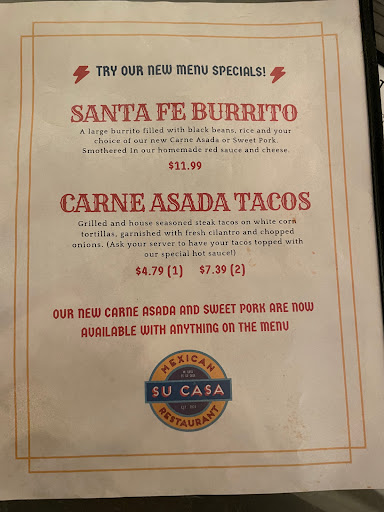 TRY OUR NEW MENU SPECIALS!
SANTA FE BURRITO
A large burrito filled with black beans, rice and your
choice of our new Carne Asada or Sweet Pork.
Smothered In our homemade red sauce and cheese.
$11.99
CARNE ASADA TACOS
Grilled and house seasoned steak tacos on white corn
tortillas, garnished with fresh cilantro and chopped
onions. (Ask your server to have your tacos topped with
our special hot sauce!)
$4.79 (1) $7.39 (2)
OUR NEW CARNE ASADA AND SWEET PORK ARE NOW
AVAILABLE WITH ANYTHING ON THE MENU
MEXICAN
SU CASA
RESTAURANT